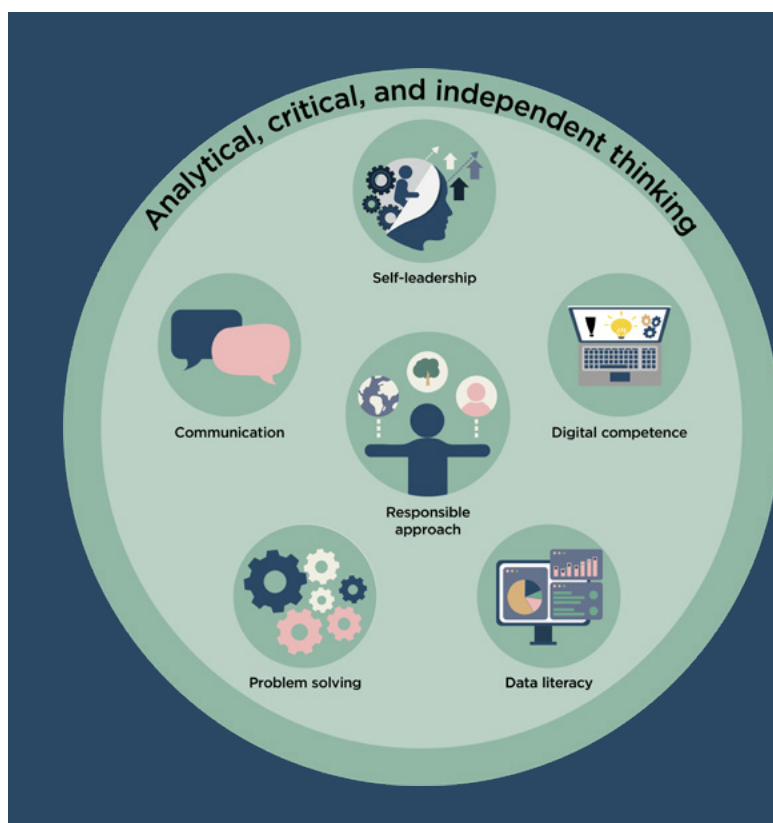 Analytical, critical, and independent thinking
Self-leadership
Communication
Digital competence
Responsible
approach
Problem solving
Data literacy